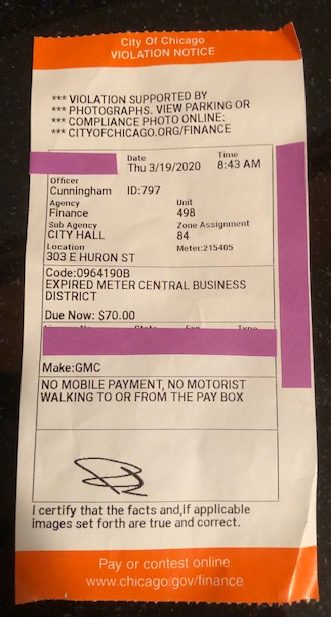 City Of Chicago
VIOLATION NOTICE
*** VIOLATION SUPPORTED BY
*** PHOTOGRAPHS. VIEW PARKING OR
*** COMPLIANCE PHOTO ONLINE:
*** CITYOFCHICAGO.ORG/FINANCE
Date Time
Thu 3/19/2020 8:43 AM
Officer
Cunningham ID:797
Agency Unit
Finance 498
Sub Agency Zone Assignment
CITY HALL 84
Location Meter:215405
303 E HURON ST
Code:0964190B
EXPIRED METER CENTRAL BUSINESS
DISTRICT
Due Now: $70.00
Make:GMC
NO MOBILE PAYMENT, NO MOTORIST
WALKING TO OR FROM THE PAY BOX
I certify that the facts and,if applicable
images set forth are true and correct.
Pay or contest online
www.chicago.gov/finance